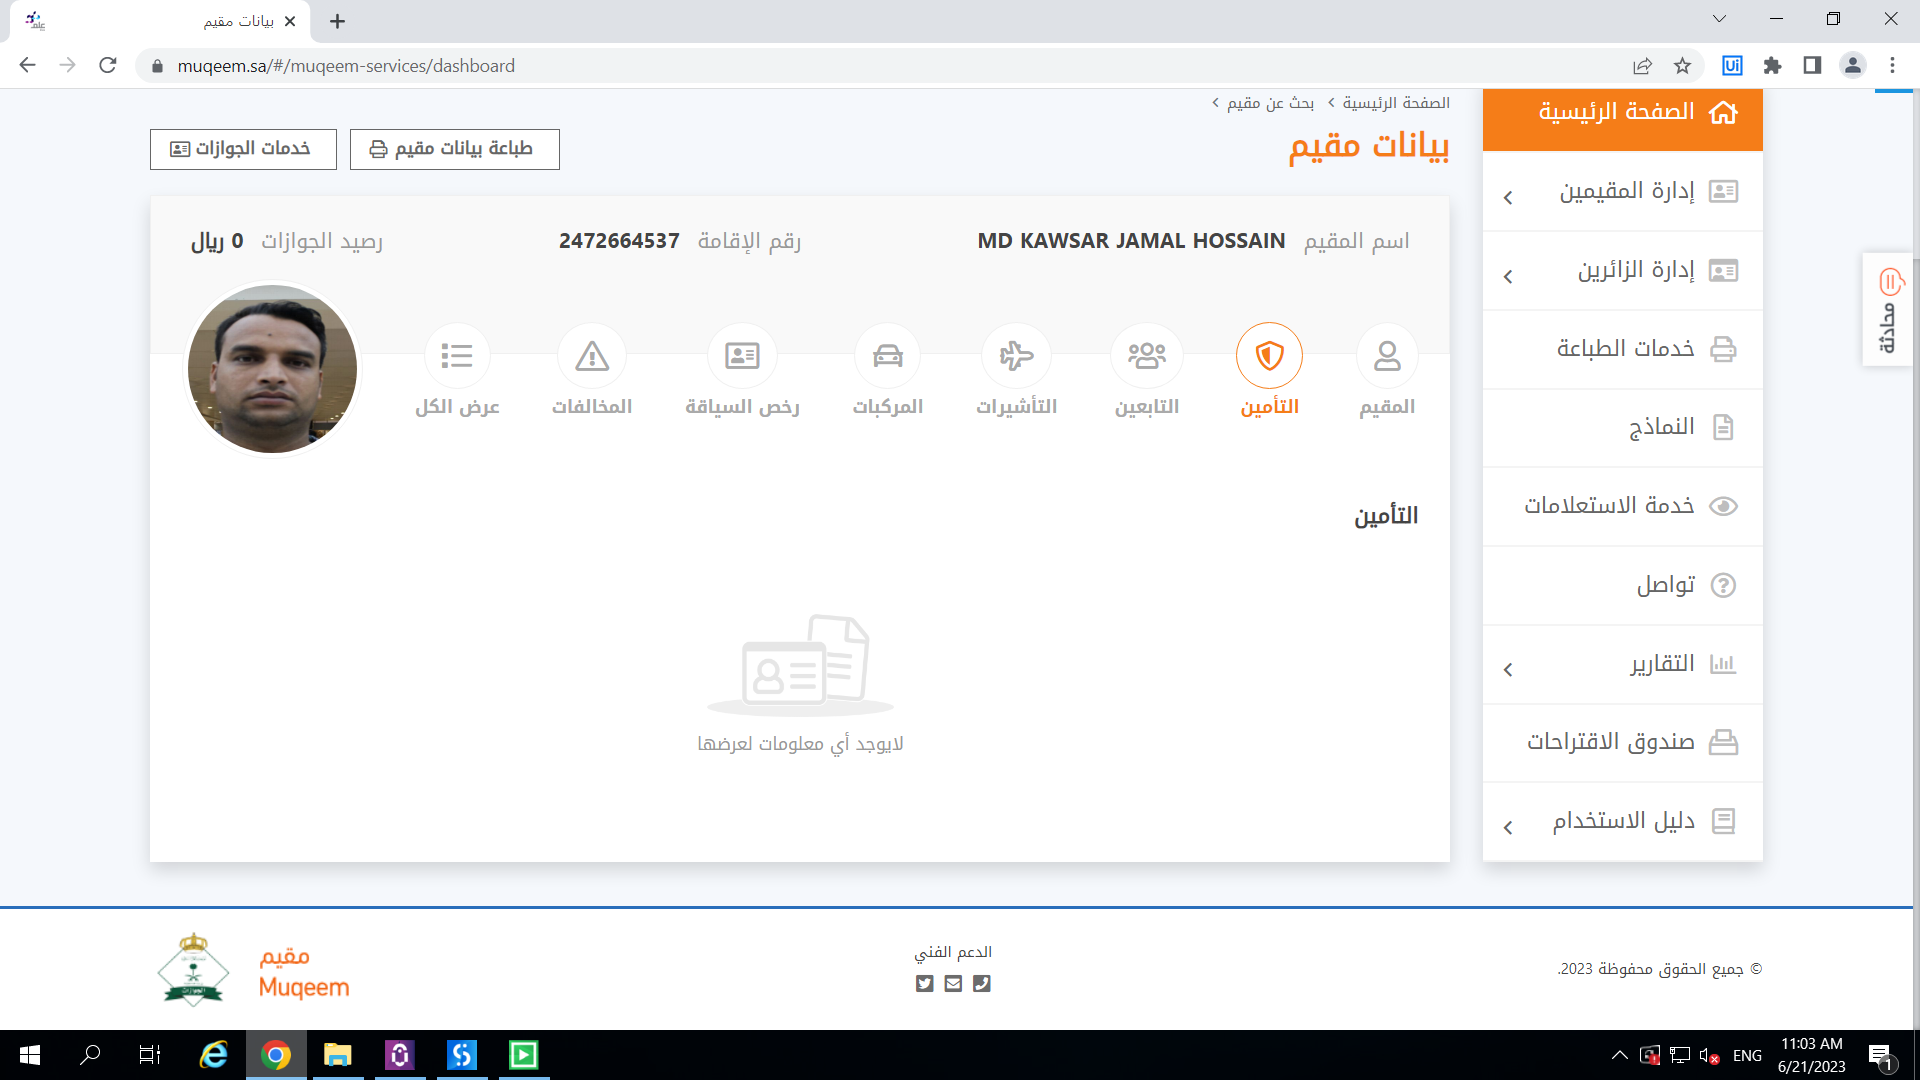 بيانات مقيم
muqeem.sa/#/muqeem-services/dashboard
الصفحة الرئيسية > بحث عن مقيم >
بيانات مقيم
طباعة بيانات مقيم
خدمات الجوازات
اسم المقيم MD KAWSAR JAMAL HOSSAIN
رقم الإقامة 2472664537
رصيد الجوازات 0 ريال
المقيم
التأمين
التابعين
التأشيرات
المركبات
رخص السياقة
المخالفات
عرض الكل
التأمين
لايوجد أي معلومات لعرضها
الصفحة الرئيسية
إدارة المقيمين
إدارة الزائرين
خدمات الطباعة
النماذج
خدمة الاستعلامات
تواصل
التقارير
صندوق الاقتراحات
دليل الاستخدام
محادثة
© جميع الحقوق محفوظة 2023.
الدعم الفني
مقيم
Muqeem
ENG
11:03 AM
6/21/2023
1